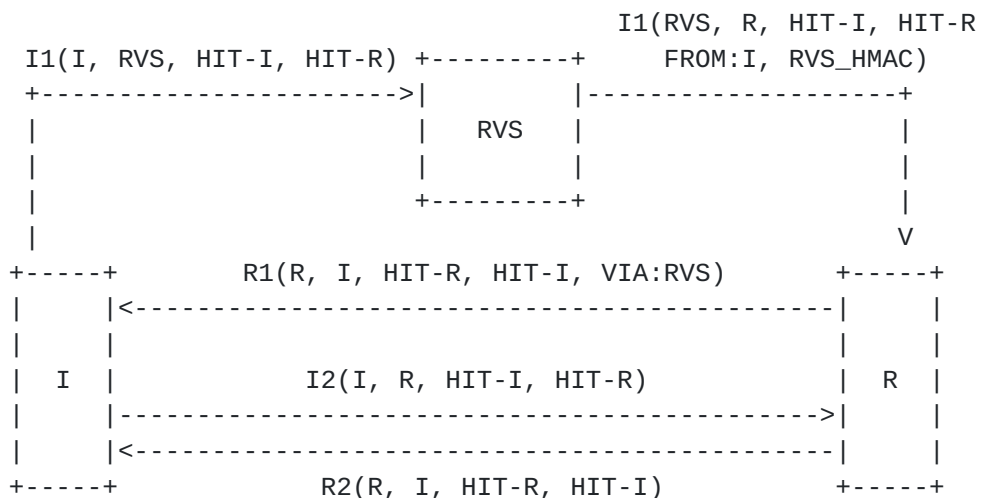 I1(RVS, R, HIT-I, HIT-R
I1(I, RVS, HIT-I, HIT-R) FROM:I, RVS_HMAC)
RVS
R1(R, I, HIT-R, HIT-I, VIA:RVS)
I I2(I, R, HIT-I, HIT-R) R
R2(R, I, HIT-R, HIT-I)